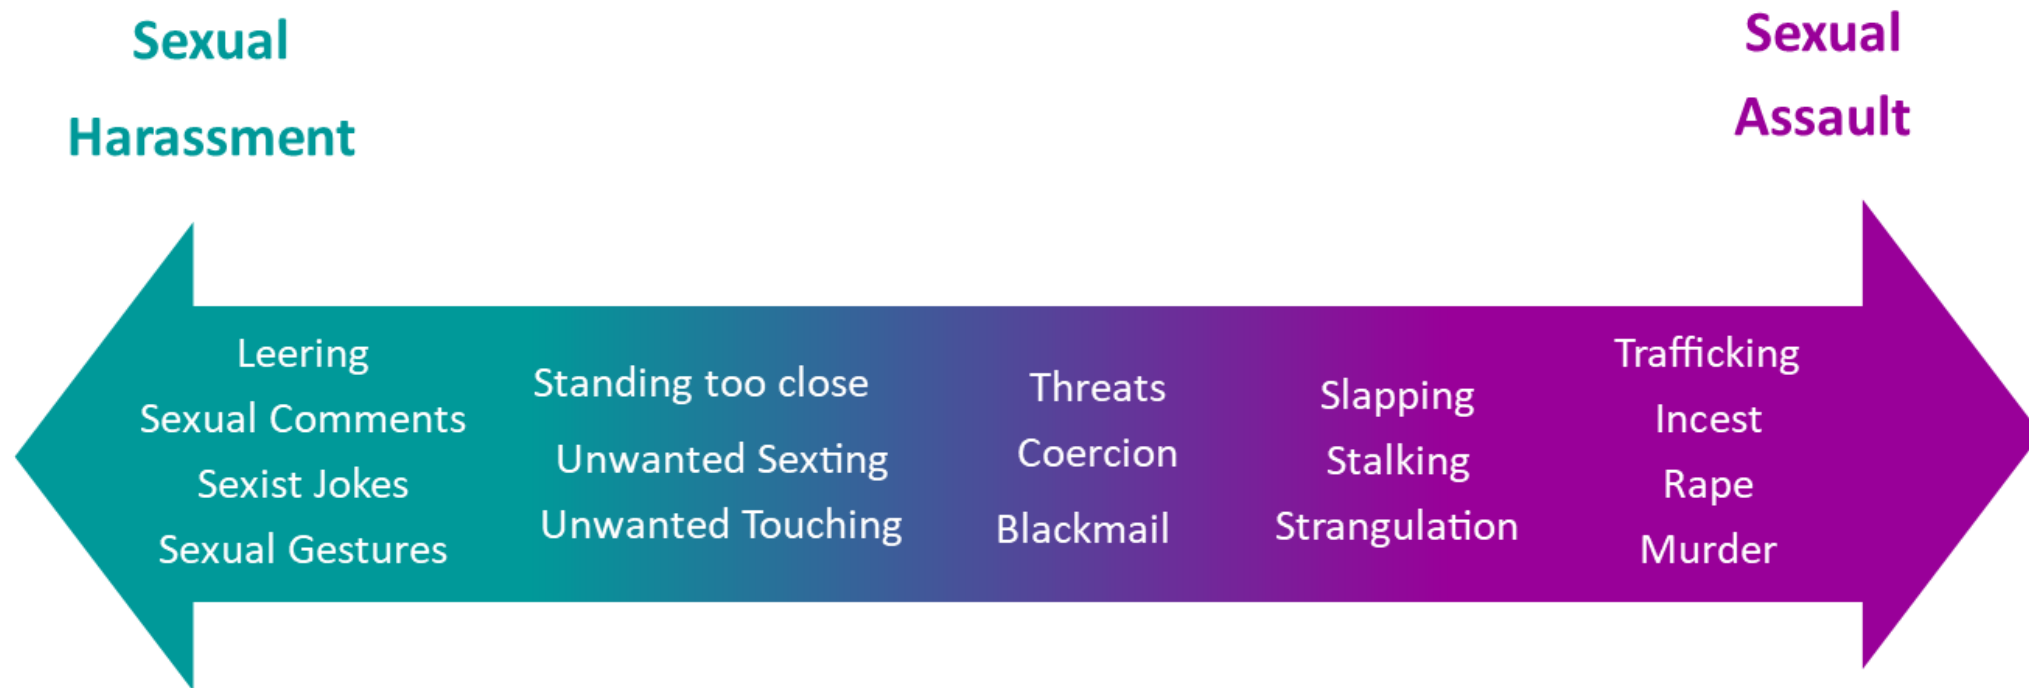 Sexual
Harassment
Sexual
Assault
Leering
Sexual Comments
Sexist Jokes
Sexual Gestures
Standing too close
Unwanted Sexting
Unwanted Touching
Threats
Coercion
Blackmail
Slapping
Stalking
Strangulation
Trafficking
Incest
Rape
Murder